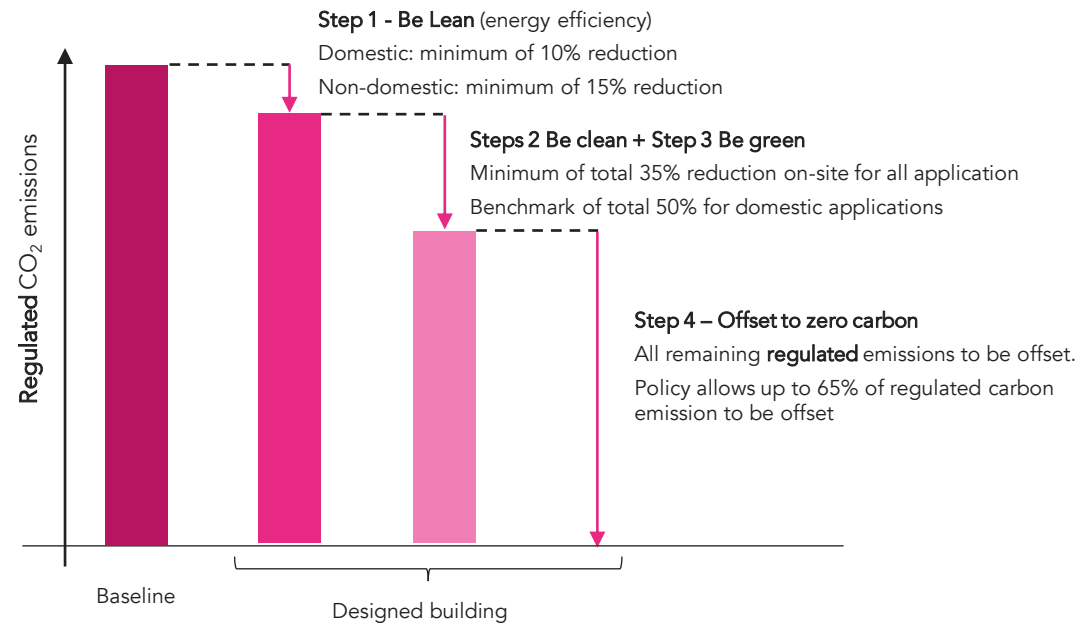 Step 1 - Be Lean (energy efficiency)
Domestic: minimum of 10% reduction
Non-domestic: minimum of 15% reduction
Steps 2 Be clean + Step 3 Be green
Minimum of total 35% reduction on-site for all application
Benchmark of total 50% for domestic applications
Step 4 – Offset to zero carbon
All remaining regulated emissions to be offset.
Policy allows up to 65% of regulated carbon
emission to be offset
Regulated CO₂ emissions
Baseline
Designed building